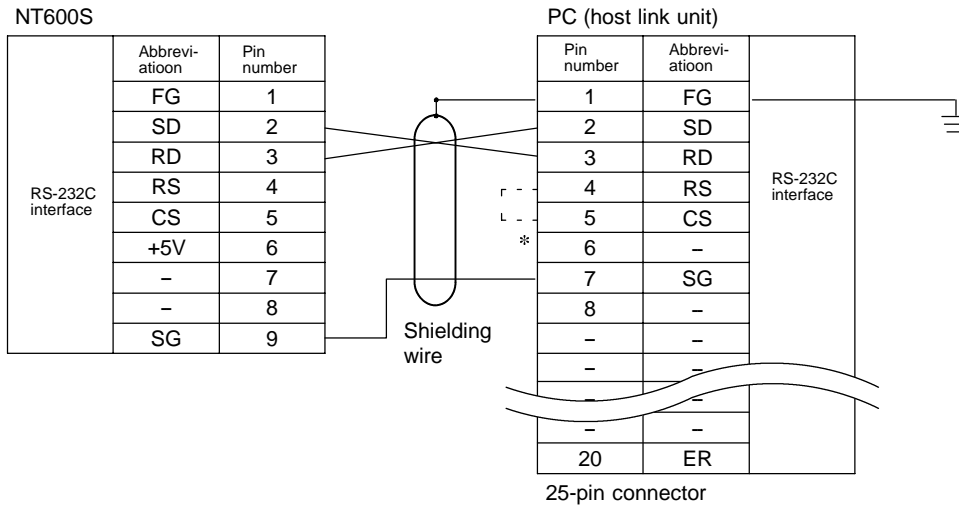 NT600S
PC (host link unit)
Abbrevi-
atioon
Pin
number
Pin
number
Abbrevi-
atioon
FG 1 1 FG
SD 2 2 SD
RD 3 3 RD
RS 4 4 RS
RS-232C
interface
RS-232C
interface
CS 5 5 CS
+5V 6 * 6 –
– 7 7 SG
– 8 8 –
SG 9 – –
Shielding
wire
– –
– –
– –
20 ER
25-pin connector